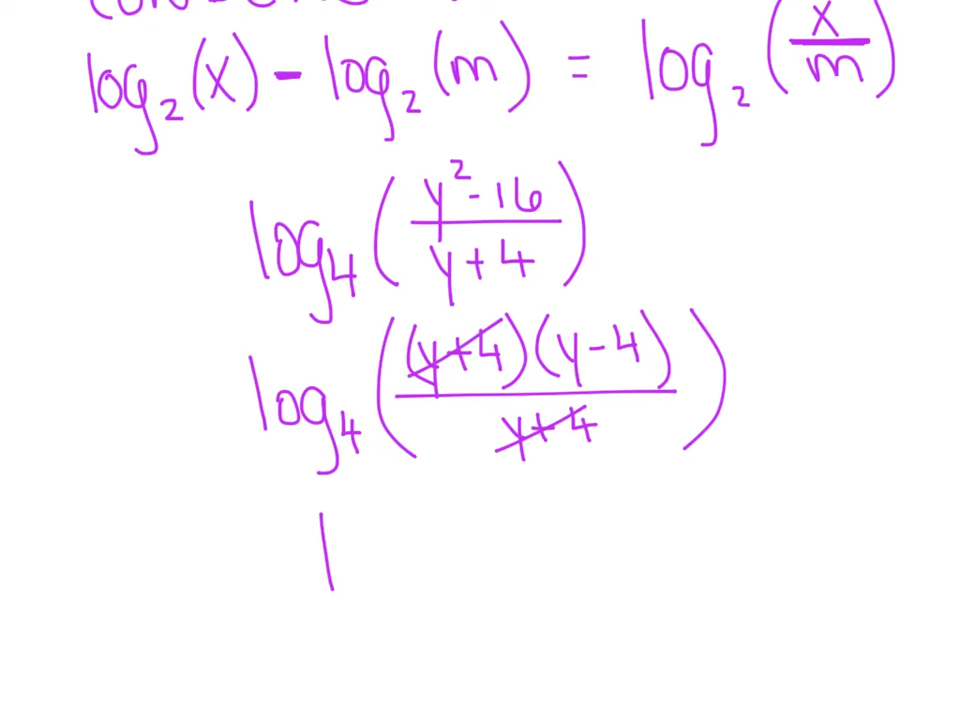 log₂(x) - log₂(m) = log₂(x/m)
log₄((y²-16)/(y+4))
log₄(((y+4)(y-4))/(y+4))
l